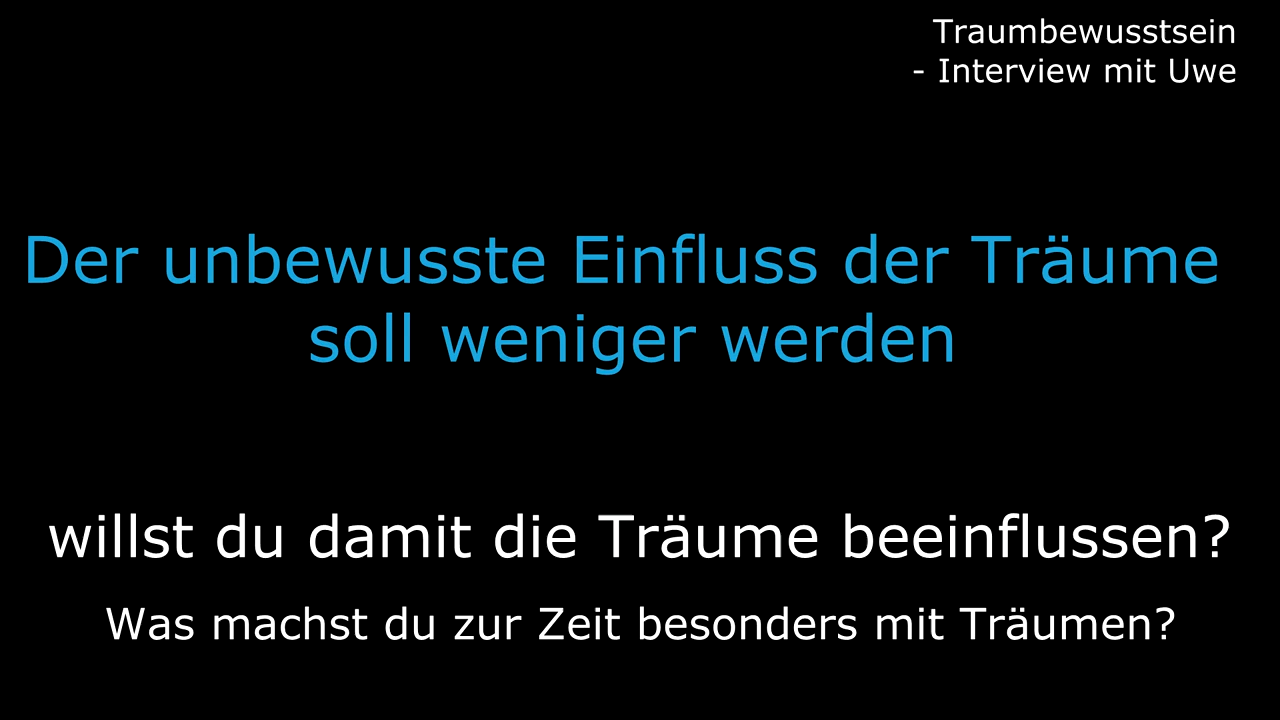 Traumbewusstsein
- Interview mit Uwe
Der unbewusste Einfluss der Träume
soll weniger werden
willst du damit die Träume beeinflussen?
Was machst du zur Zeit besonders mit Träumen?